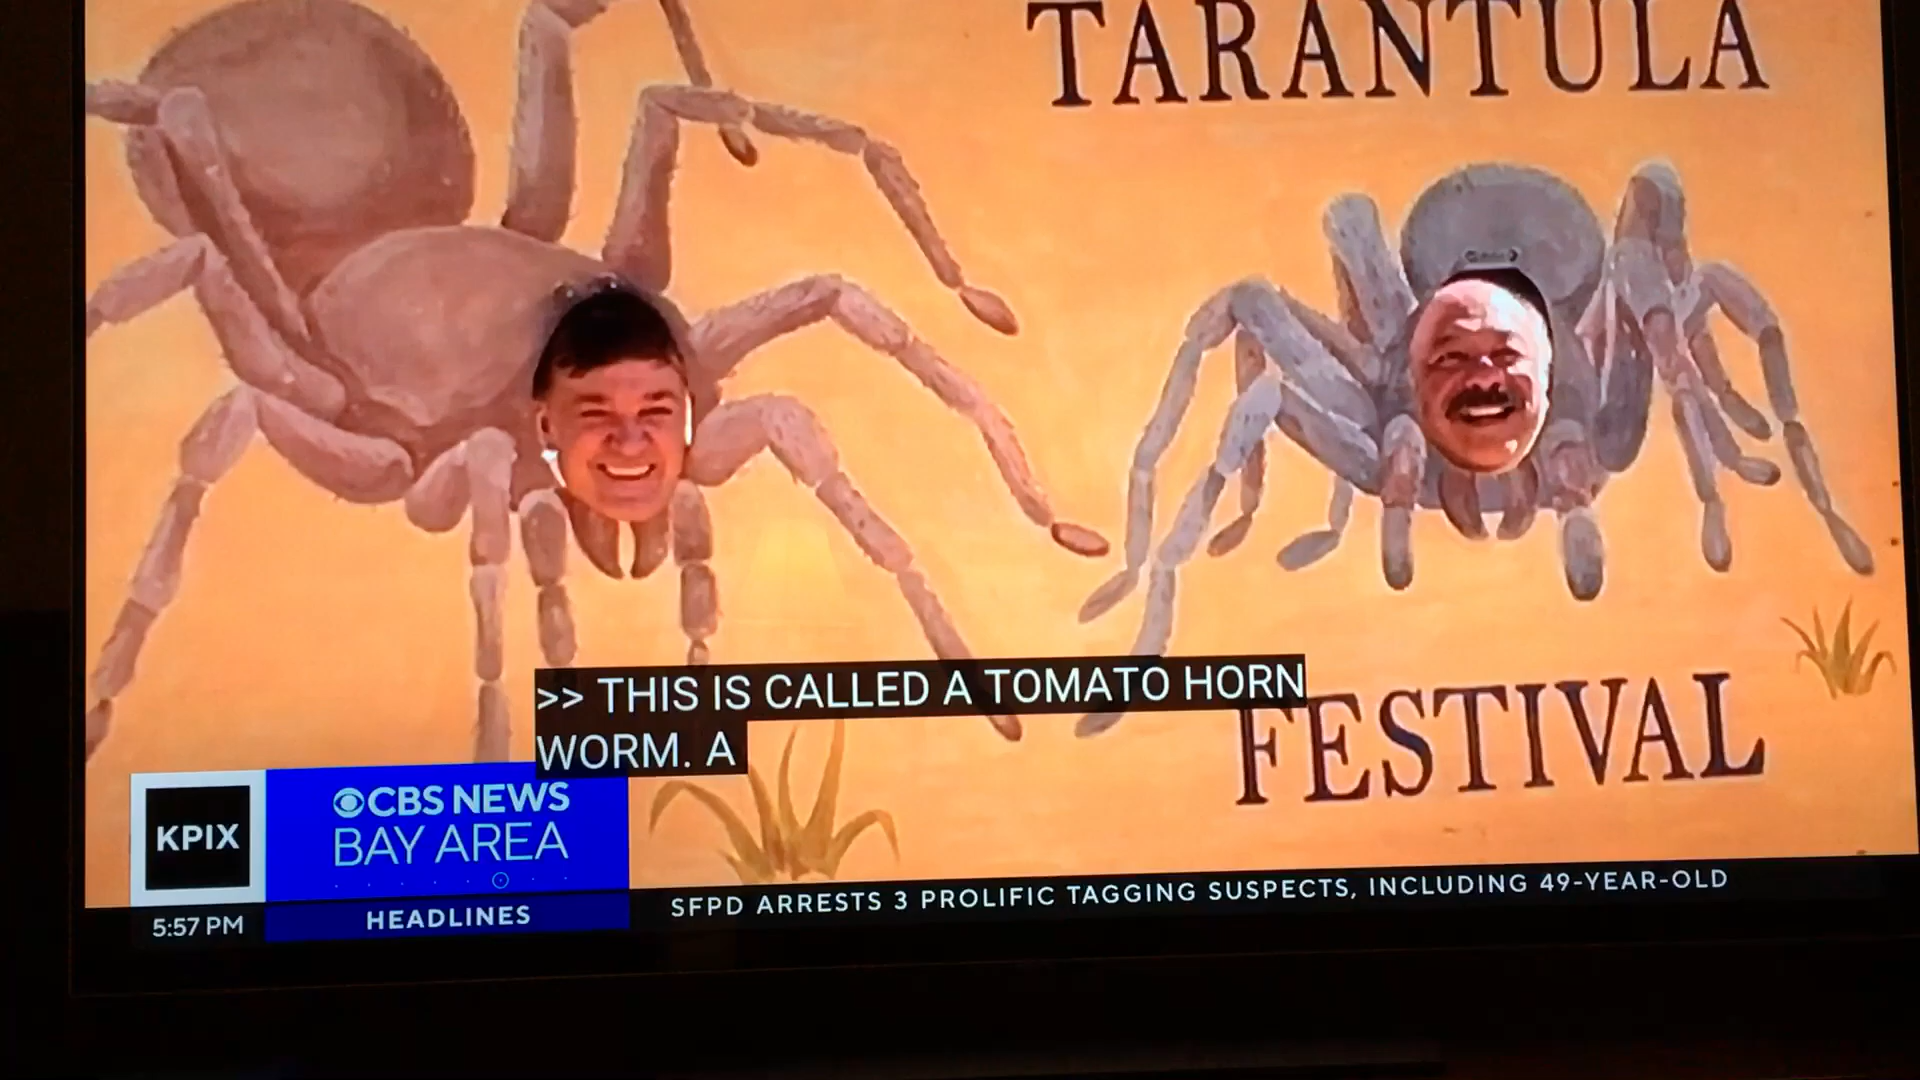 TARANTULA
>> THIS IS CALLED A TOMATO HORN
WORM. A
FESTIVAL
KPIX
CBS NEWS
BAY AREA
5:57 PM
HEADLINES
SFPD ARRESTS 3 PROLIFIC TAGGING SUSPECTS, INCLUDING 49-YEAR-OLD